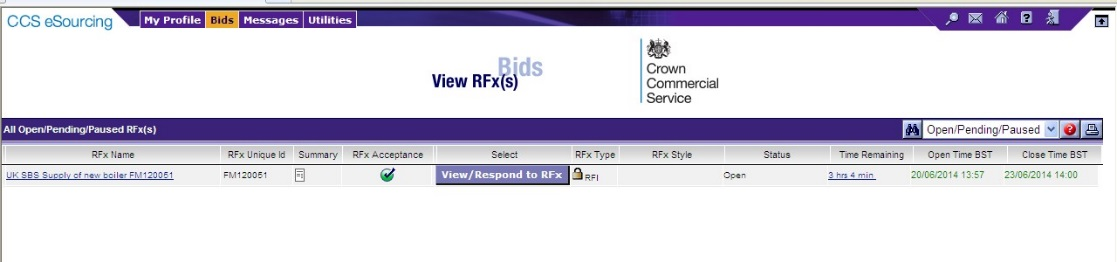 CCS eSourcing
My Profile Bids Messages Utilities
Bids
View RFx(s)
Crown
Commercial
Service
All Open/Pending/Paused RFx(s) Open/Pending/Paused
RFx Name RFx Unique Id Summary RFx Acceptance Select RFx Type RFx Style Status Time Remaining Open Time BST Close Time BST
UK SBS Supply of new boiler FM120051 FM120051 View/Respond to RFx RFI Open 3 hrs 4 min 20/06/2014 13:57 23/06/2014 14:00